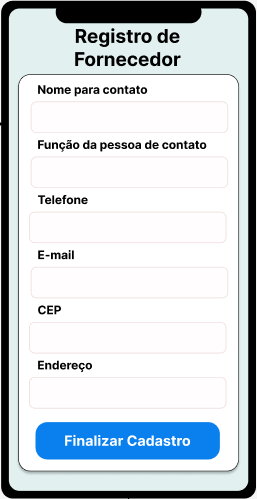 Registro de
Fornecedor
Nome para contato
Função da pessoa de contato
Telefone
E-mail
CEP
Endereço
Finalizar Cadastro